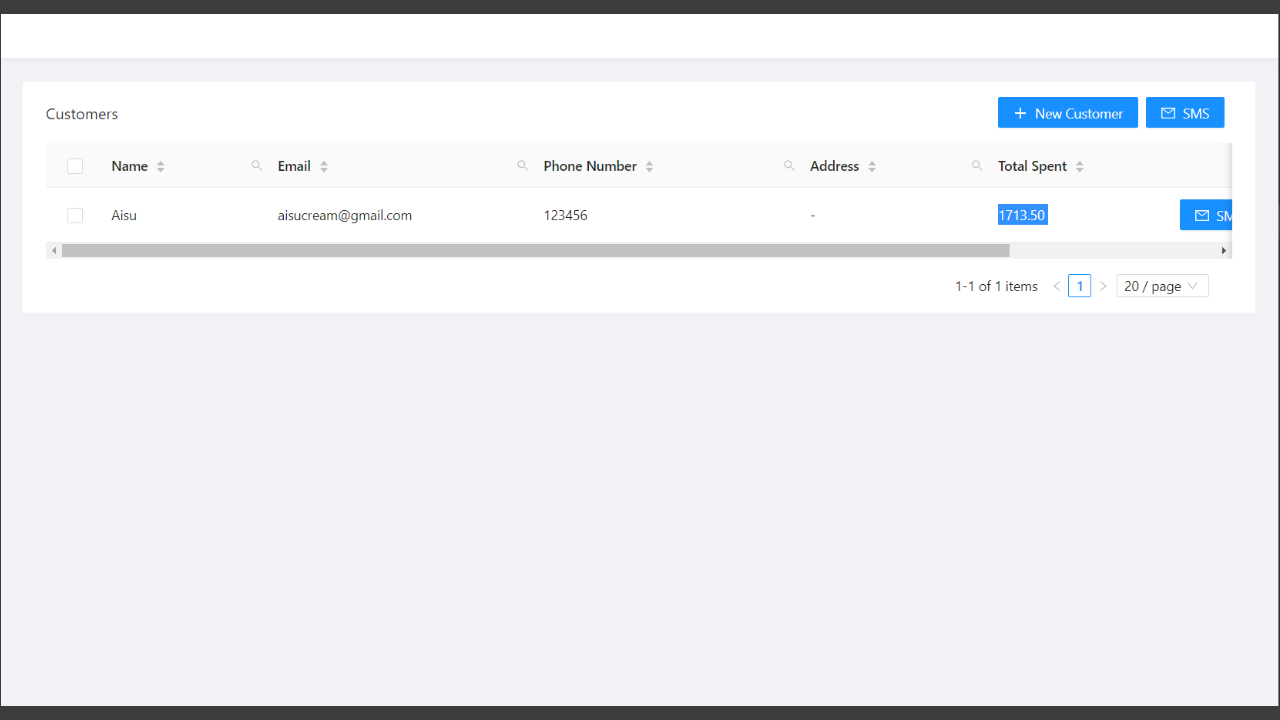 Customers
New Customer
SMS
Name
Email
Phone Number
Address
Total Spent
Aisu
aisucream@gmail.com
123456
-
1713.50
SM
1-1 of 1 items
1
20 / page